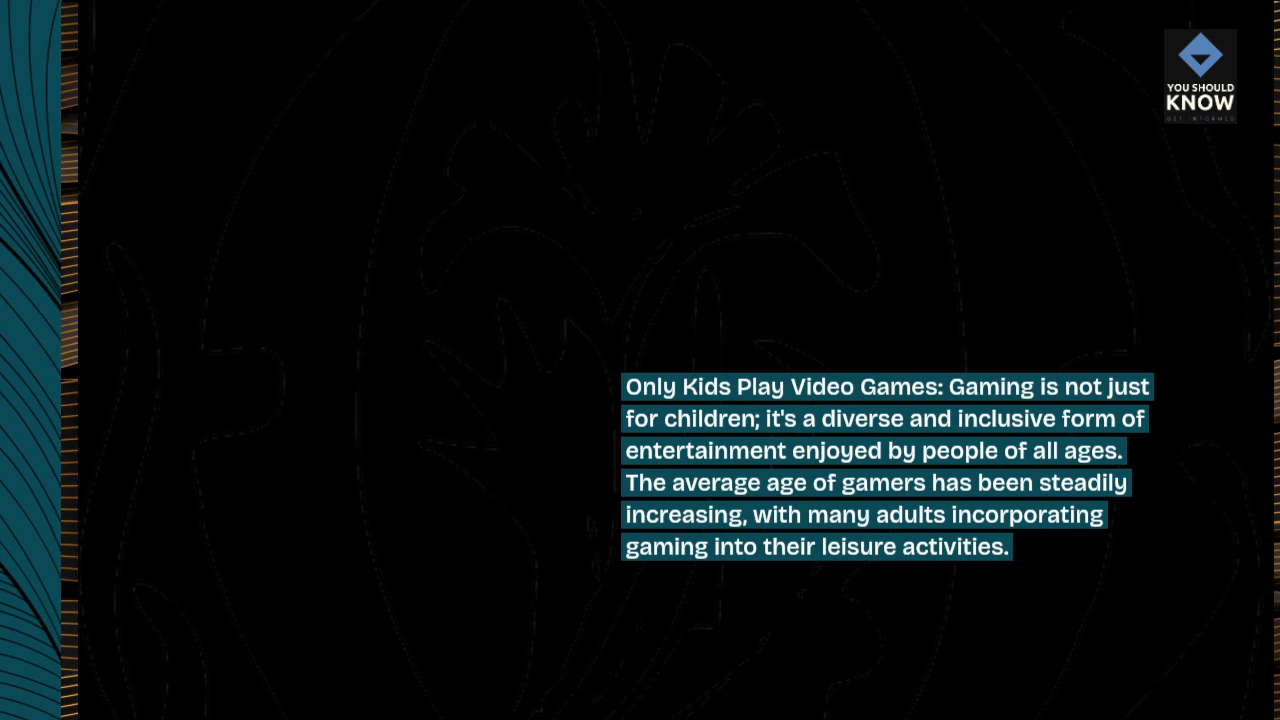 YOU SHOULD
KNOW
GET INFORMED
Only Kids Play Video Games: Gaming is not just
for children; it's a diverse and inclusive form of
entertainment enjoyed by people of all ages.
The average age of gamers has been steadily
increasing, with many adults incorporating
gaming into their leisure activities.